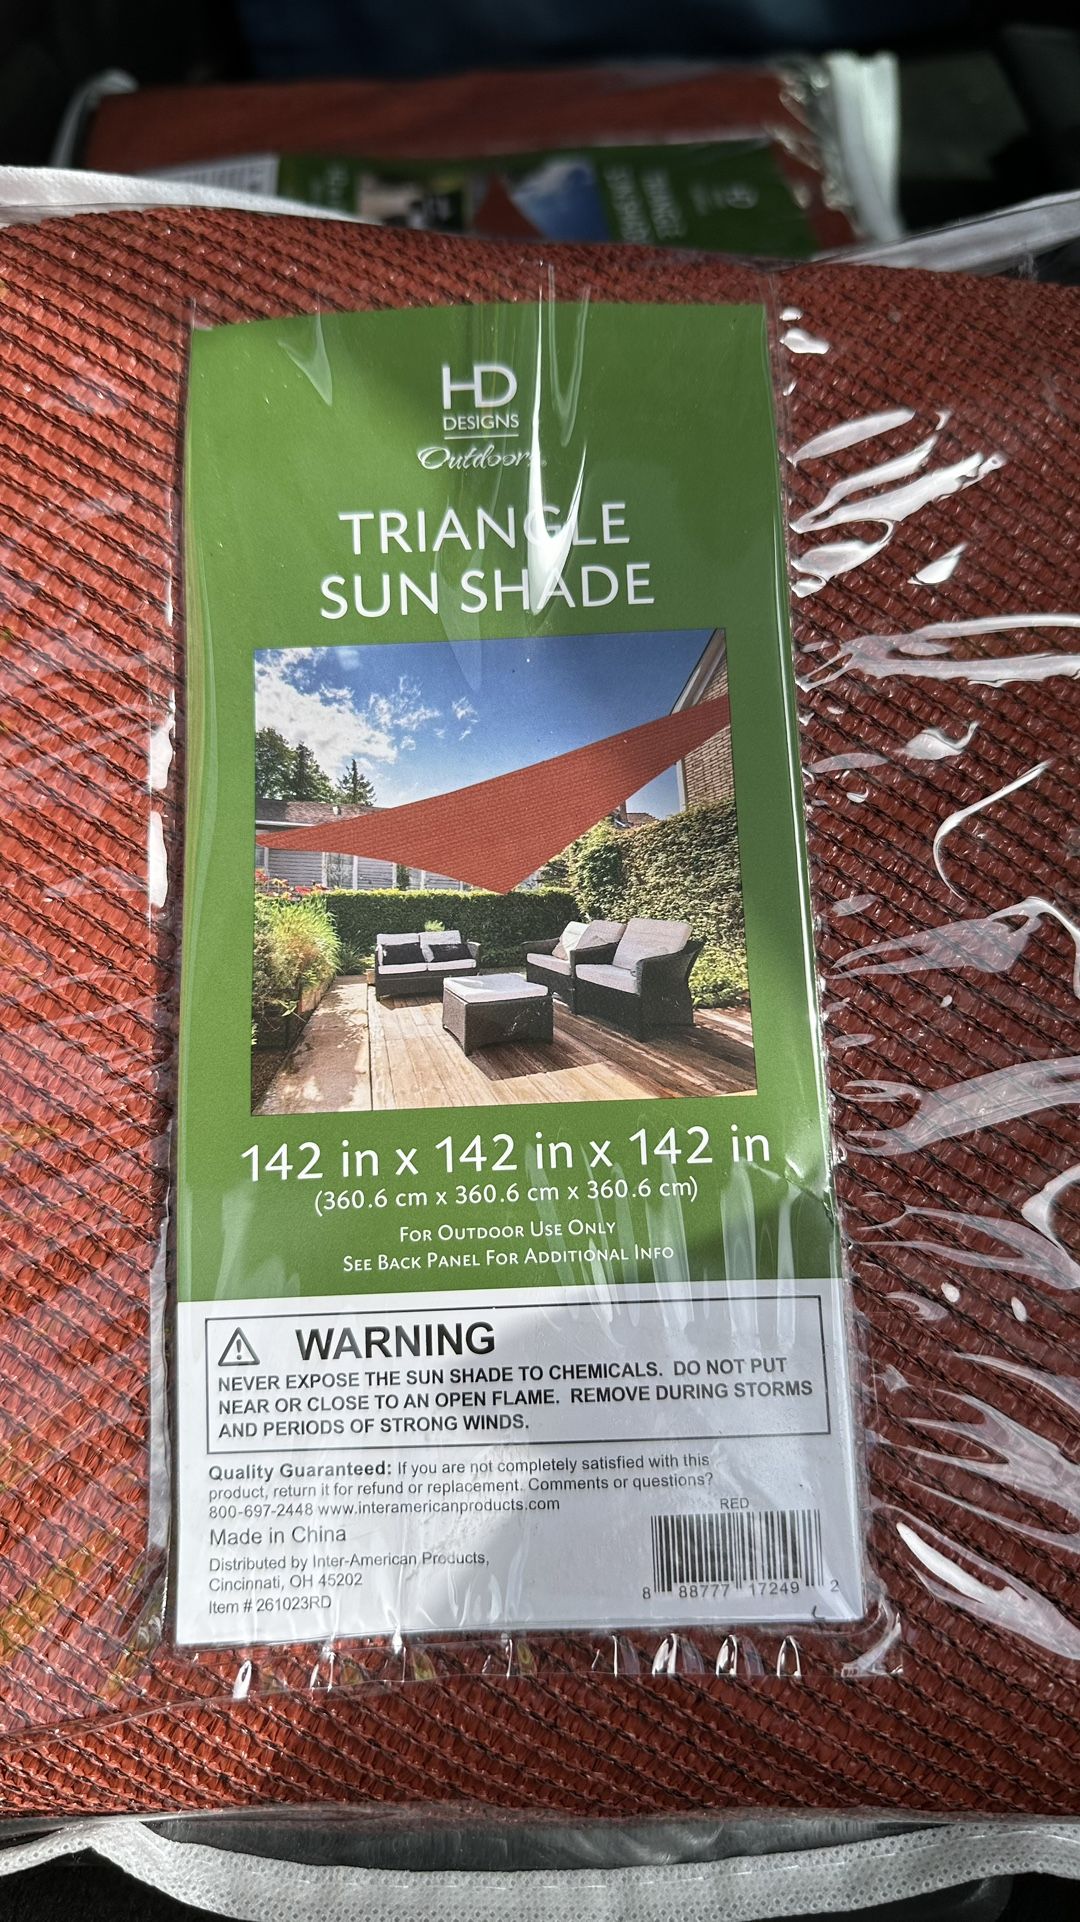 TRIANGLE
SUN SHADE
HD
DESIGNS
Outdoors
TRIANGLE
SUN SHADE
142 in x 142 in x 142 in
(360.6 cm x 360.6 cm x 360.6 cm)
FOR OUTDOOR USE ONLY
SEE BACK PANEL FOR ADDITIONAL INFO
WARNING
NEVER EXPOSE THE SUN SHADE TO CHEMICALS. DO NOT PUT
NEAR OR CLOSE TO AN OPEN FLAME. REMOVE DURING STORMS
AND PERIODS OF STRONG WINDS.
Quality Guaranteed: If you are not completely satisfied with this
product, return it for refund or replacement. Comments or questions?
800-697-2448 www.interamericanproducts.com
Made in China
Distributed by Inter-American Products,
Cincinnati, OH 45202
Item # 261023RD
RED
8 88777 17249 2